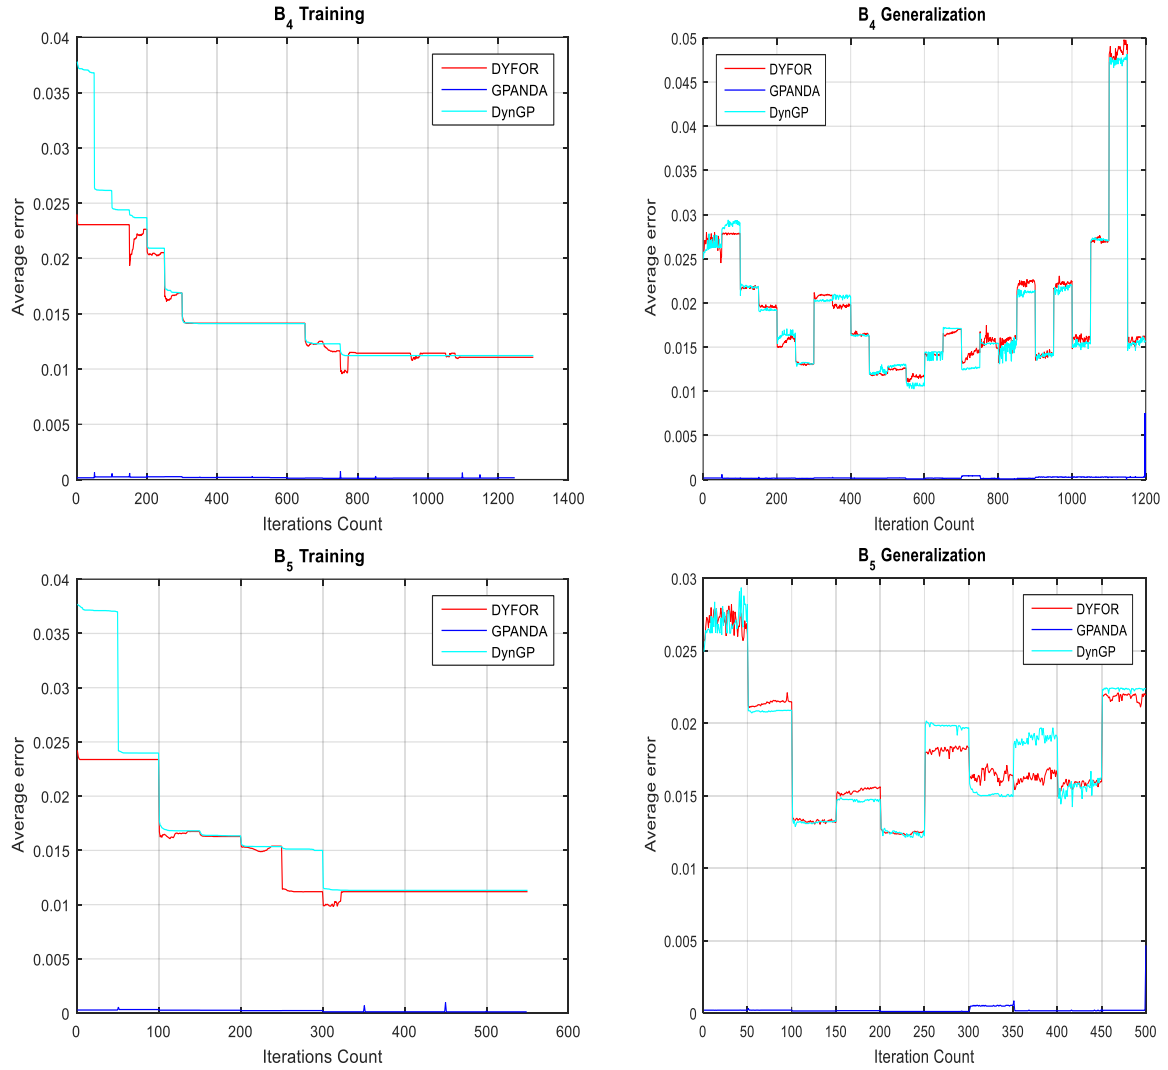 B4 Training
0.04
0.035
0.03
0.025
0.02
0.015
0.01
0.005
0
Average error
DYFOR
GPANDA
DynGP
0 200 400 600 800 1000 1200 1400
Iterations Count
B4 Generalization
0.05
0.045
0.04
0.035
0.03
0.025
0.02
0.015
0.01
0.005
0
Average error
DYFOR
GPANDA
DynGP
0 200 400 600 800 1000 1200
Iteration Count
B5 Training
0.04
0.035
0.03
0.025
0.02
0.015
0.01
0.005
0
Average error
DYFOR
GPANDA
DynGP
0 100 200 300 400 500 600
Iterations Count
B5 Generalization
0.03
0.025
0.02
0.015
0.01
0.005
0
Average error
DYFOR
GPANDA
DynGP
0 50 100 150 200 250 300 350 400 450 500
Iteration Count